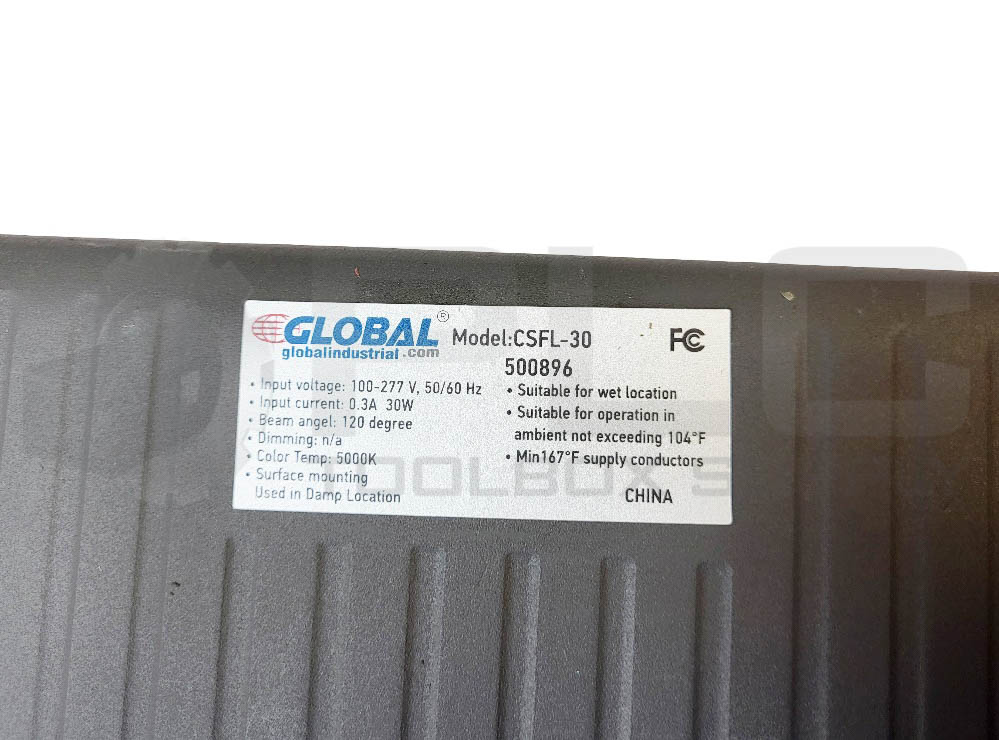 GLOBAL®
globalindustrial.com
Model:CSFL-30
500896
FC
• Input voltage: 100-277 V, 50/60 Hz
• Input current: 0.3A 30W
• Beam angel: 120 degree
• Dimming: n/a
• Color Temp: 5000K
• Surface mounting
Used in Damp Location
• Suitable for wet location
• Suitable for operation in
ambient not exceeding 104°F
• Min167°F supply conductors
CHINA
PLC
TOOLBOX